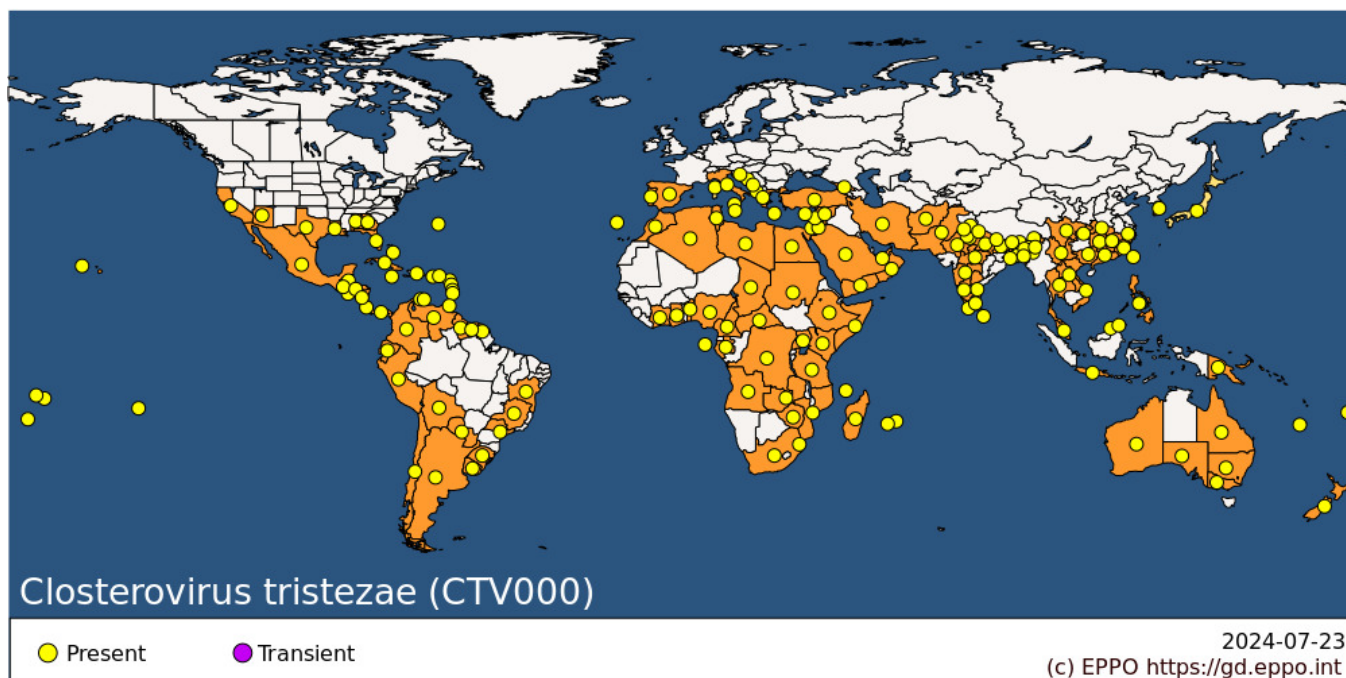 Closterovirus tristezae (CTV000)
Present
Transient
2024-07-23
(c) EPPO https://gd.eppo.int